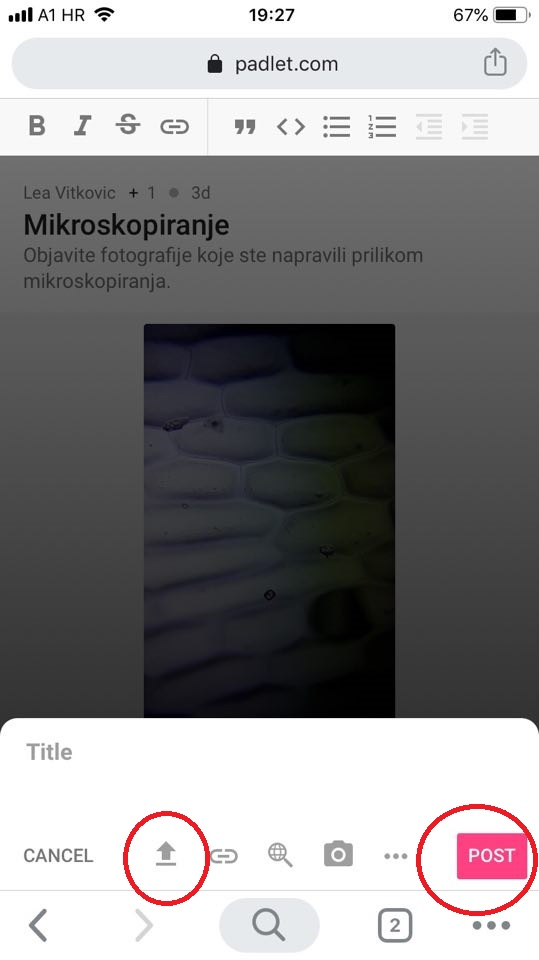 A1 HR 19:27 67%
padlet.com
B I S
Lea Vitkovic + 1 • 3d
Mikroskopiranje
Objavite fotografije koje ste napravili prilikom
mikroskopiranja.
Title
CANCEL POST
2